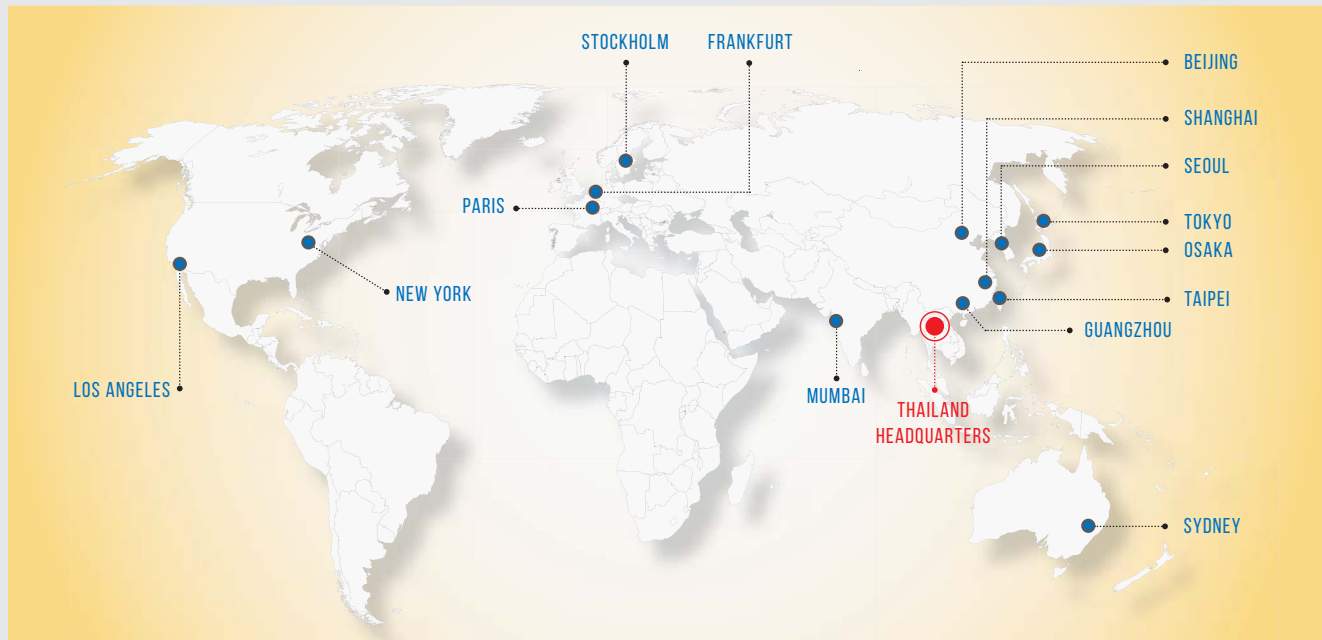 STOCKHOLM
FRANKFURT
BEIJING
SHANGHAI
SEOUL
PARIS
TOKYO
OSAKA
NEW YORK
TAIPEI
GUANGZHOU
LOS ANGELES
MUMBAI
THAILAND
HEADQUARTERS
SYDNEY